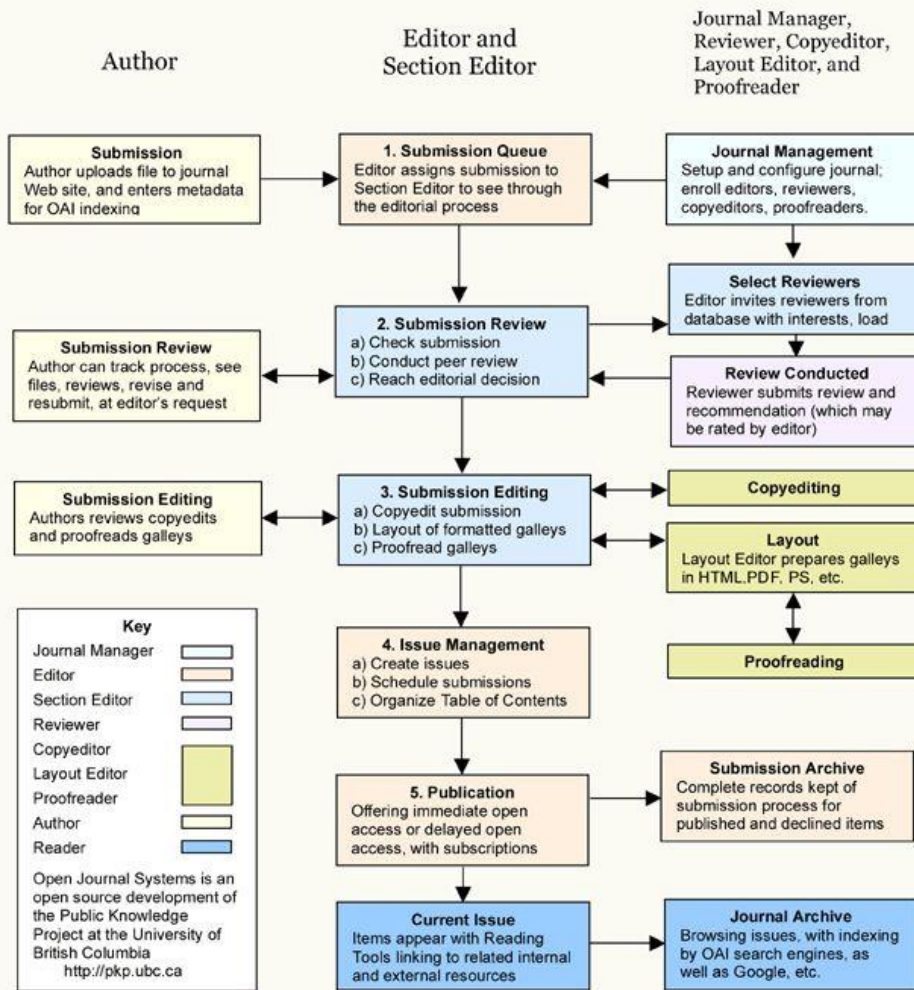 Author
Editor and
Section Editor
Journal Manager,
Reviewer, Copyeditor,
Layout Editor, and
Proofreader
Submission
Author uploads file to journal
Web site, and enters metadata
for OAI indexing
1. Submission Queue
Editor assigns submission to
Section Editor to see through
the editorial process
Journal Management
Setup and configure journal;
enroll editors, reviewers,
copyeditors, proofreaders.
Select Reviewers
Editor invites reviewers from
database with interests, load
2. Submission Review
a) Check submission
b) Conduct peer review
c) Reach editorial decision
Submission Review
Author can track process, see
files, reviews, revise and
resubmit, at editor's request
Review Conducted
Reviewer submits review and
recommendation (which may
be rated by editor)
Submission Editing
Authors reviews copyedits
and proofreads galleys
3. Submission Editing
a) Copyedit submission
b) Layout of formatted galleys
c) Proofread galleys
Copyediting
Layout
Layout Editor prepares galleys
in HTML.PDF, PS, etc.
Proofreading
Key
Journal Manager
Editor
Section Editor
Reviewer
Copyeditor
Layout Editor
Proofreader
Author
Reader
Open Journal Systems is an
open source development of
the Public Knowledge
Project at the University of
British Columbia
http://pkp.ubc.ca
4. Issue Management
a) Create issues
b) Schedule submissions
c) Organize Table of Contents
5. Publication
Offering immediate open
access or delayed open
access, with subscriptions
Submission Archive
Complete records kept of
submission process for
published and declined items
Current Issue
Items appear with Reading
Tools linking to related internal
and external resources
Journal Archive
Browsing issues, with indexing
by OAI search engines, as
well as Google, etc.